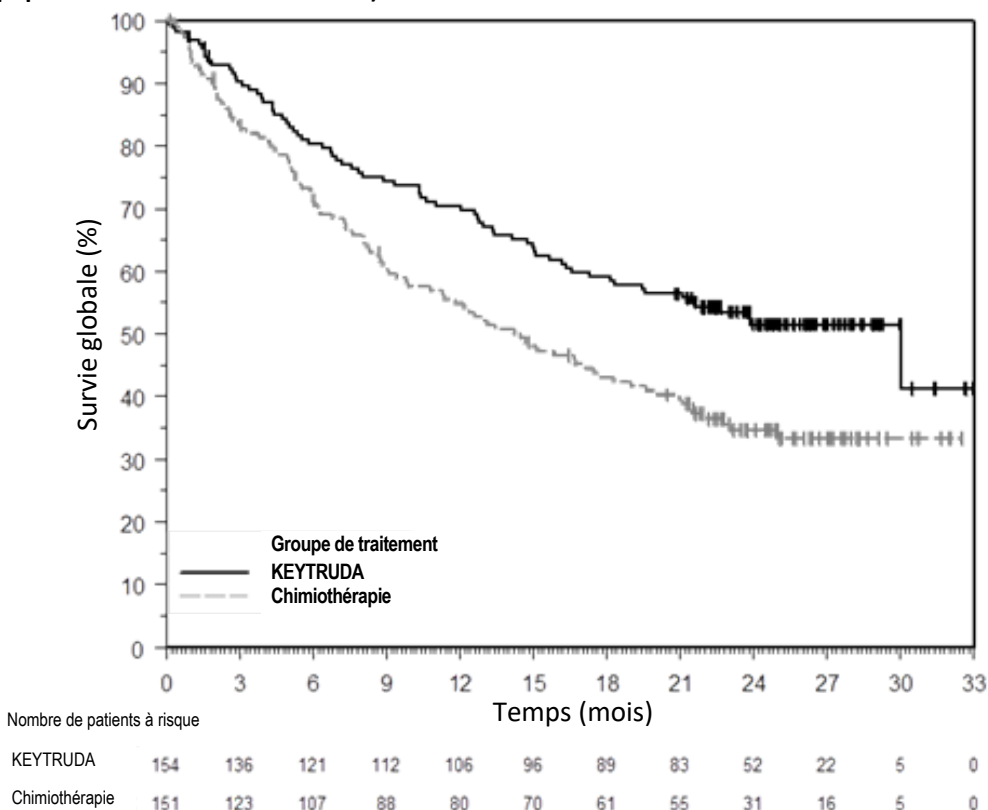 100
90
80
70
60
50
40
30
20
10
0
Survie globale (%)
Groupe de traitement
KEYTRUDA
Chimiothérapie
0 3 6 9 12 15 18 21 24 27 30 33
Temps (mois)
Nombre de patients à risque
KEYTRUDA 154 136 121 112 106 96 89 83 52 22 5 0
Chimiothérapie 151 123 107 88 80 70 61 55 31 16 5 0